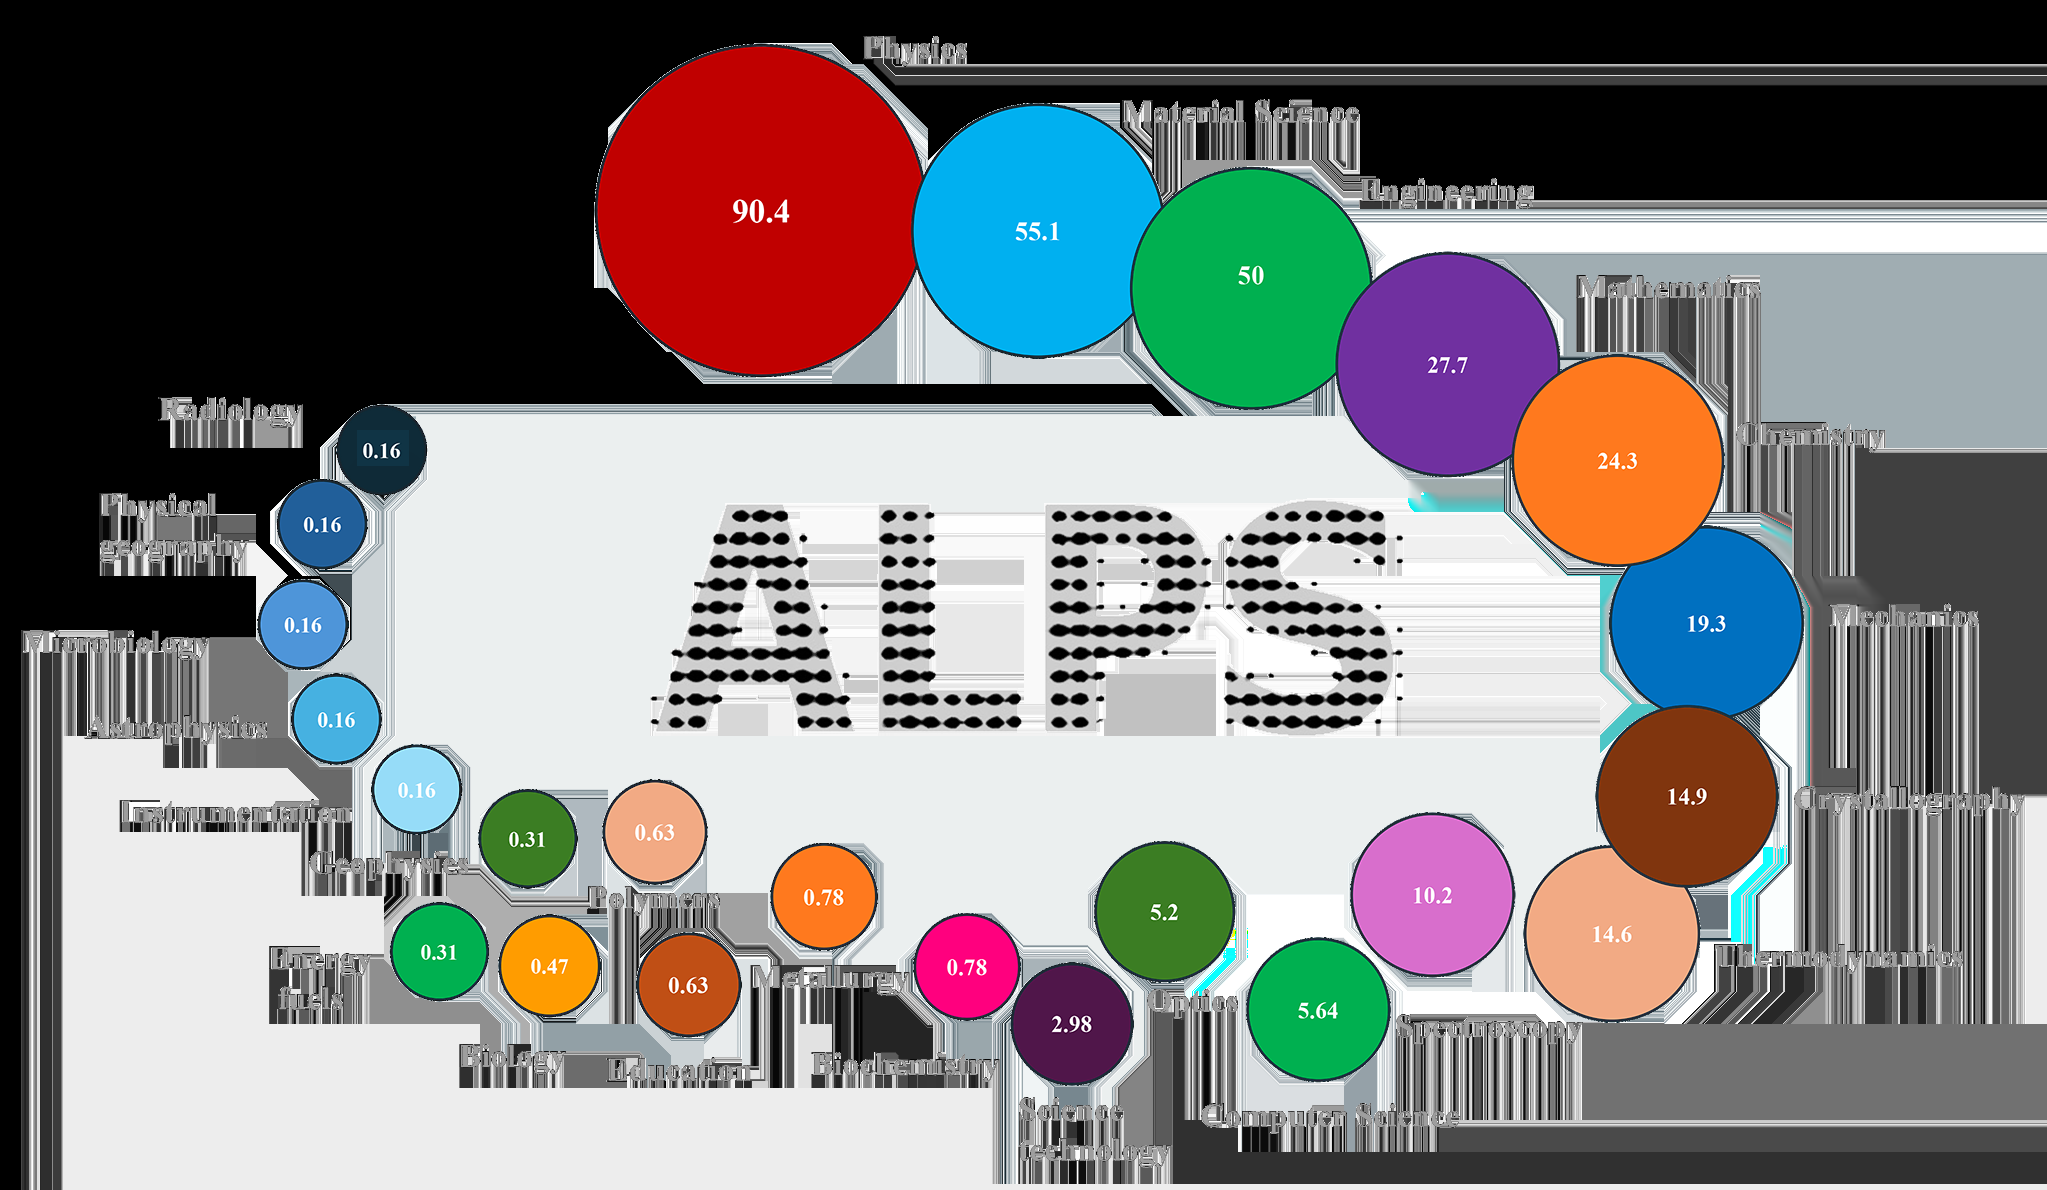 Physics
90.4
Material Science
55.1
Engineering
50
Mathematics
27.7
Chemistry
24.3
Mechanics
19.3
Crystallography
14.9
Thermodynamics
14.6
Spectroscopy
10.2
Computer Science
5.64
Optics
5.2
Science
technology
2.98
Biochemistry
0.78
Metallurgy
0.78
Education
0.63
Polymers
0.63
Biology
0.47
Energy
fuels
0.31
Geophysics
0.31
Instrumentation
0.16
Astrophysics
0.16
Microbiology
0.16
Physical
geography
0.16
Radiology
0.16
ALPS